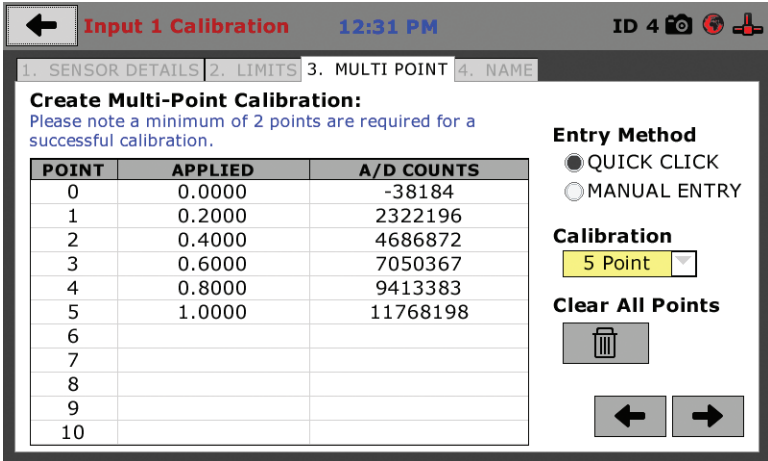 Input 1 Calibration 12:31 PM ID 4
1. SENSOR DETAILS 2. LIMITS 3. MULTI POINT 4. NAME
Create Multi-Point Calibration:
Please note a minimum of 2 points are required for a
successful calibration.
POINT APPLIED A/D COUNTS
0 0.0000 -38184
1 0.2000 2322196
2 0.4000 4686872
3 0.6000 7050367
4 0.8000 9413383
5 1.0000 11768198
6
7
8
9
10
Entry Method
QUICK CLICK
MANUAL ENTRY
Calibration
5 Point
Clear All Points